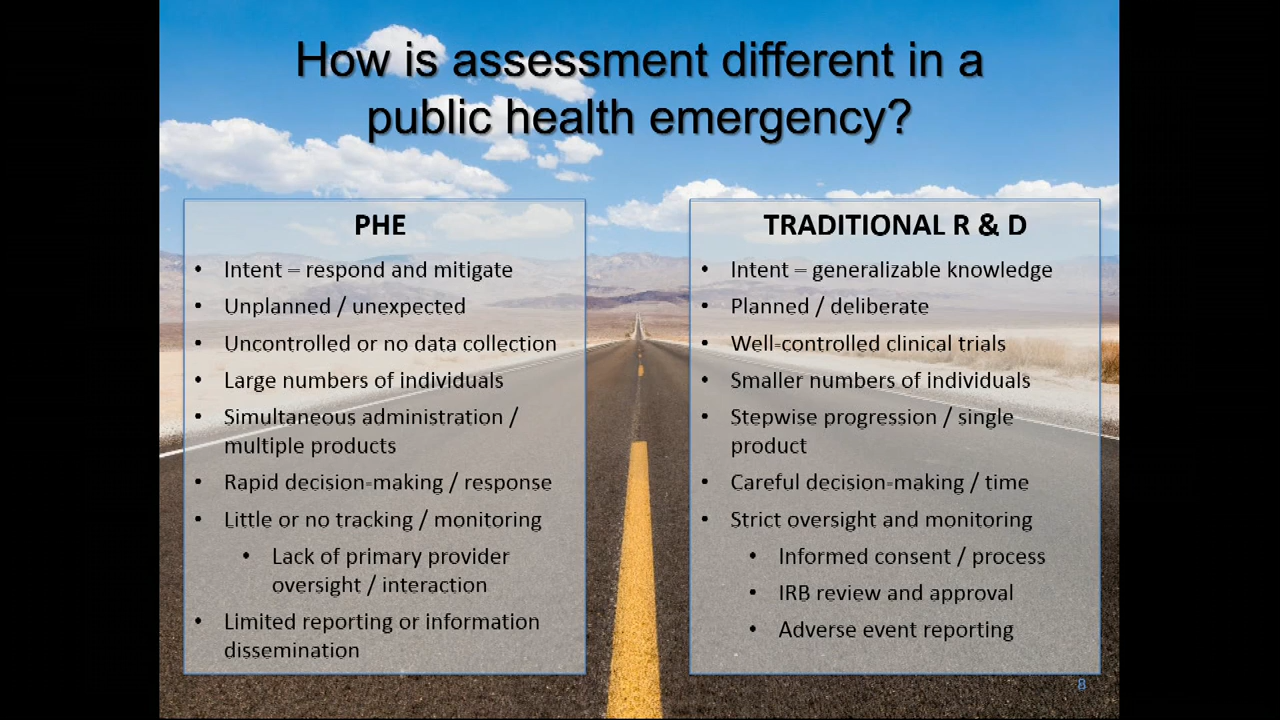 How is assessment different in a
public health emergency?
PHE
• Intent = respond and mitigate
• Unplanned / unexpected
• Uncontrolled or no data collection
• Large numbers of individuals
• Simultaneous administration /
multiple products
• Rapid decision-making / response
• Little or no tracking / monitoring
• Lack of primary provider
oversight / interaction
• Limited reporting or information
dissemination
TRADITIONAL R & D
• Intent = generalizable knowledge
• Planned / deliberate
• Well-controlled clinical trials
• Smaller numbers of individuals
• Stepwise progression / single
product
• Careful decision-making / time
• Strict oversight and monitoring
• Informed consent / process
• IRB review and approval
• Adverse event reporting
8